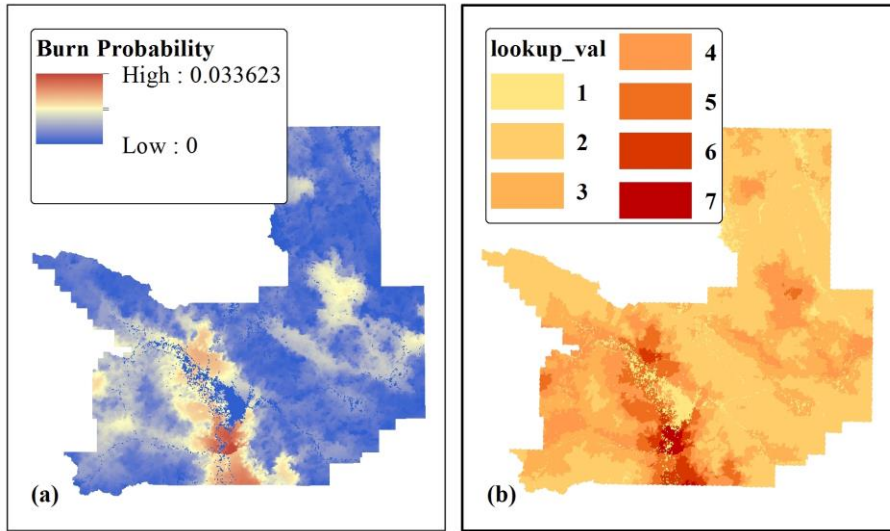 Burn Probability
High : 0.033623
Low : 0
(a)
lookup_val
1
2
3
4
5
6
7
(b)